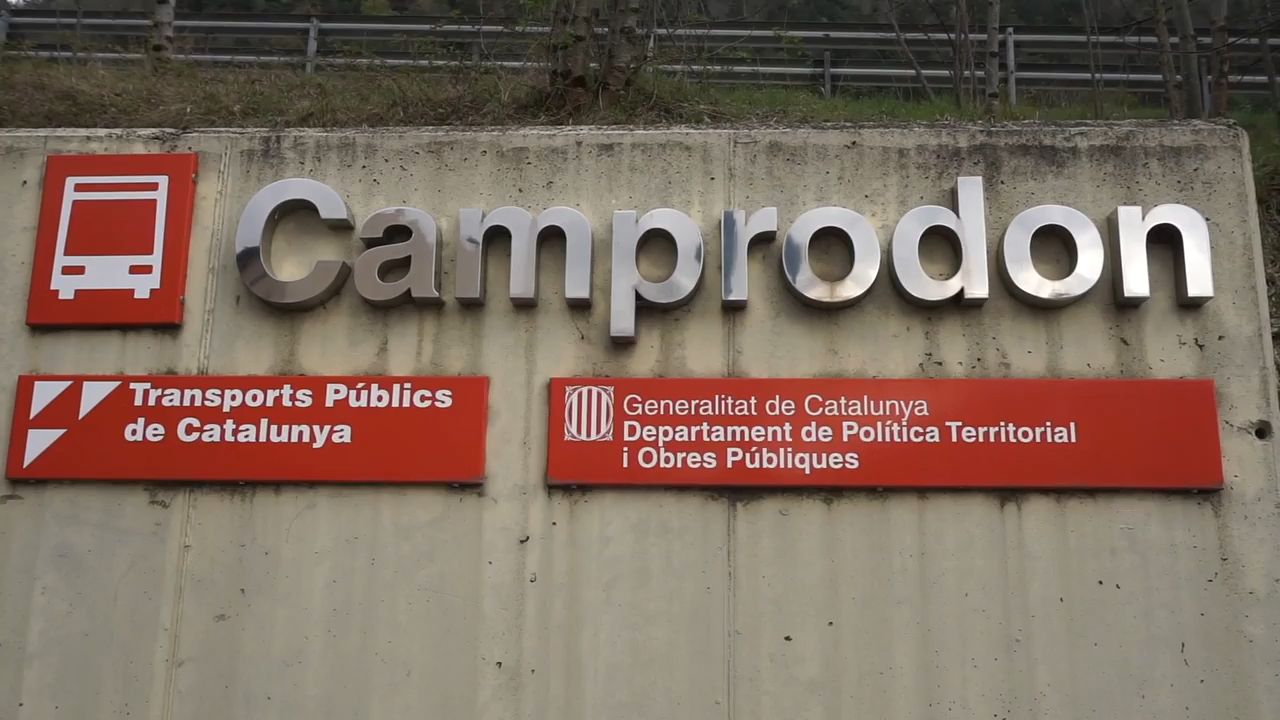 Camprodon
Transports Públics
de Catalunya
Generalitat de Catalunya
Departament de Política Territorial
i Obres Públiques